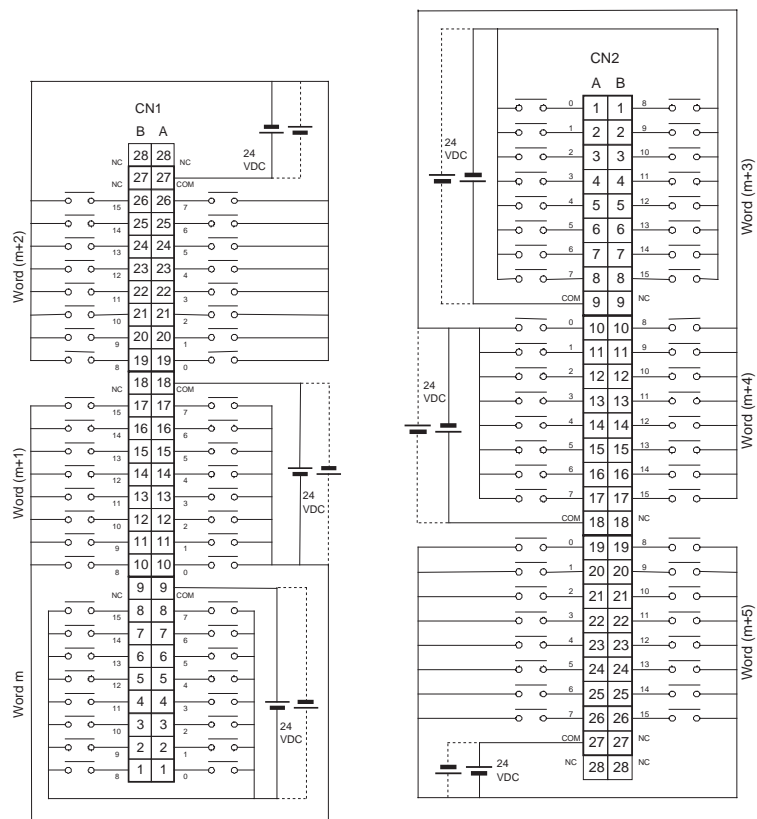 CN1
B A
24
VDC
NC 28 28 NC
NC 27 27 COM
15 26 26 7
14 25 25 6
13 24 24 5
12 23 23 4
11 22 22 3
10 21 21 2
9 20 20 1
8 19 19 0
Word (m+2)
NC 18 18 COM
15 17 17 7
14 16 16 6
13 15 15 5
12 14 14 4
11 13 13 3
10 12 12 2
9 11 11 1
8 10 10 0
Word (m+1)
24
VDC
NC 9 9 COM
15 8 8 7
14 7 7 6
13 6 6 5
12 5 5 4
11 4 4 3
10 3 3 2
9 2 2 1
8 1 1 0
Word m
24
VDC
CN2
A B
0 1 1 8
1 2 2 9
2 3 3 10
3 4 4 11
4 5 5 12
5 6 6 13
6 7 7 14
7 8 8 15
24
VDC
Word (m+3)
COM 9 9 NC
0 10 10 8
1 11 11 9
2 12 12 10
3 13 13 11
4 14 14 12
5 15 15 13
6 16 16 14
7 17 17 15
24
VDC
Word (m+4)
COM 18 18 NC
0 19 19 8
1 20 20 9
2 21 21 10
3 22 22 11
4 23 23 12
5 24 24 13
6 25 25 14
7 26 26 15
Word (m+5)
COM 27 27 NC
NC 28 28 NC
24
VDC